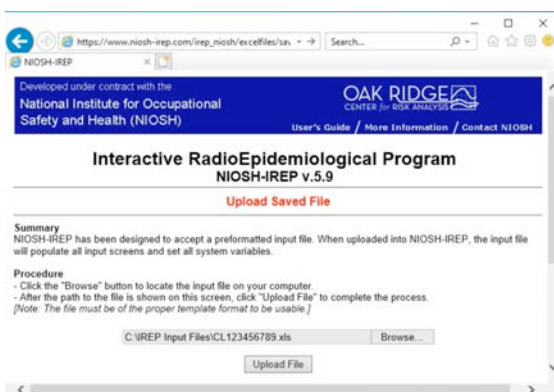 https://www.niosh-irep.com/irep_niosh/excelfiles/sav
Search...
NIOSH-IREP
Developed under contract with the
National Institute for Occupational
Safety and Health (NIOSH)
OAK RIDGE
CENTER for RISK ANALYSIS
User's Guide / More Information / Contact NIOSH
Interactive RadioEpidemiological Program
NIOSH-IREP v.5.9
Upload Saved File
Summary
NIOSH-IREP has been designed to accept a preformatted input file. When uploaded into NIOSH-IREP, the input file
will populate all input screens and set all system variables.
Procedure
- Click the "Browse" button to locate the input file on your computer.
- After the path to the file is shown on this screen, click "Upload File" to complete the process.
[Note: The file must be of the proper template format to be usable.]
C:\IREP Input Files\CL123456789.xls Browse...
Upload File